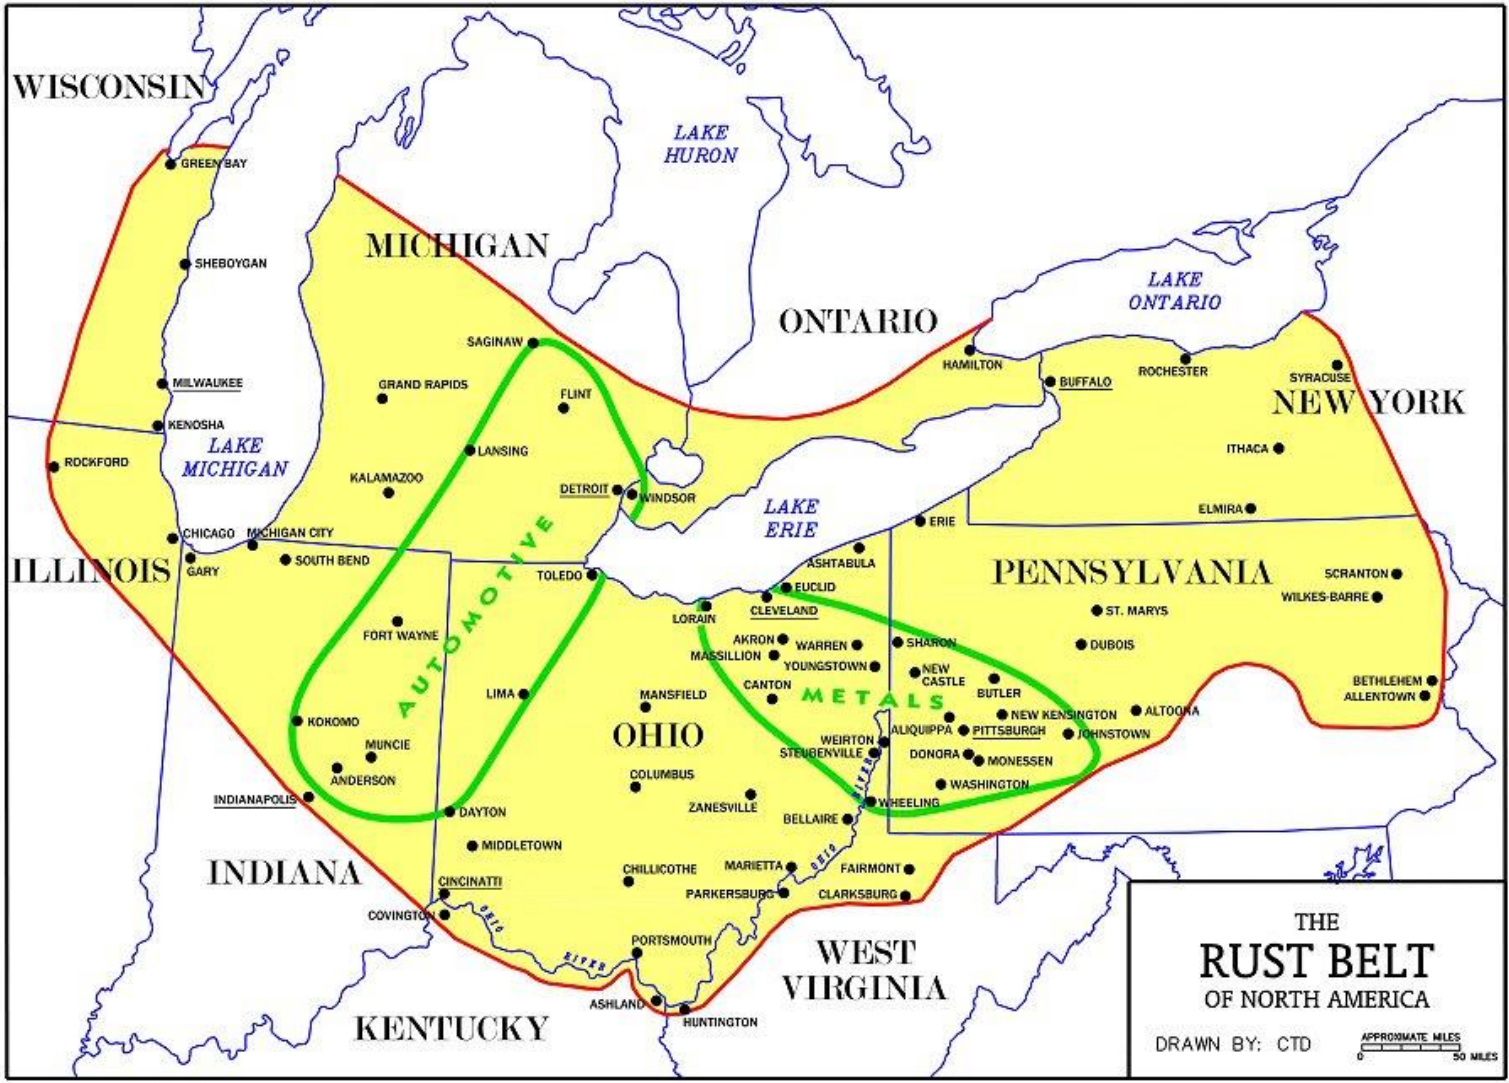 WISCONSIN
LAKE
HURON
GREEN BAY
MICHIGAN
SHEBOYGAN
LAKE
ONTARIO
ONTARIO
SAGINAW
HAMILTON
ROCHESTER
SYRACUSE
MILWAUKEE
GRAND RAPIDS
FLINT
BUFFALO
NEW YORK
KENOSHA
LAKE
MICHIGAN
LANSING
ITHACA
ROCKFORD
KALAMAZOO
DETROIT
WINDSOR
LAKE
ERIE
ELMIRA
ERIE
CHICAGO
MICHIGAN CITY
GARY
SOUTH BEND
ILLINOIS
TOLEDO
ASHTABULA
EUCLID
CLEVELAND
PENNSYLVANIA
SCRANTON
WILKES-BARRE
LORAIN
ST. MARYS
FORT WAYNE
AUTOMOTIVE
AKRON
WARREN
SHARON
DUBOIS
MASSILLION
YOUNGSTOWN
NEW
CASTLE
BUTLER
BETHLEHEM
ALLENTOWN
LIMA
MANSFIELD
CANTON
METALS
KOKOMO
OHIO
ALIQUIPPA
NEW KENSINGTON
ALTOONA
PITTSBURGH
JOHNSTOWN
MUNCIE
WEIRTON
STEUBENVILLE
DONORA
MONESSEN
ANDERSON
COLUMBUS
WASHINGTON
INDIANAPOLIS
ZANESVILLE
WHEELING
DAYTON
BELLAIRE
OHIO RIVER
MIDDLETOWN
INDIANA
CHILLICOTHE
MARIETTA
FAIRMONT
CINCINATTI
PARKERSBURG
CLARKSBURG
COVINGTON
OHIO RIVER
PORTSMOUTH
WEST
VIRGINIA
ASHLAND
HUNTINGTON
KENTUCKY
THE
RUST BELT
OF NORTH AMERICA
DRAWN BY: CTD
APPROXIMATE MILES
0 50 MILES